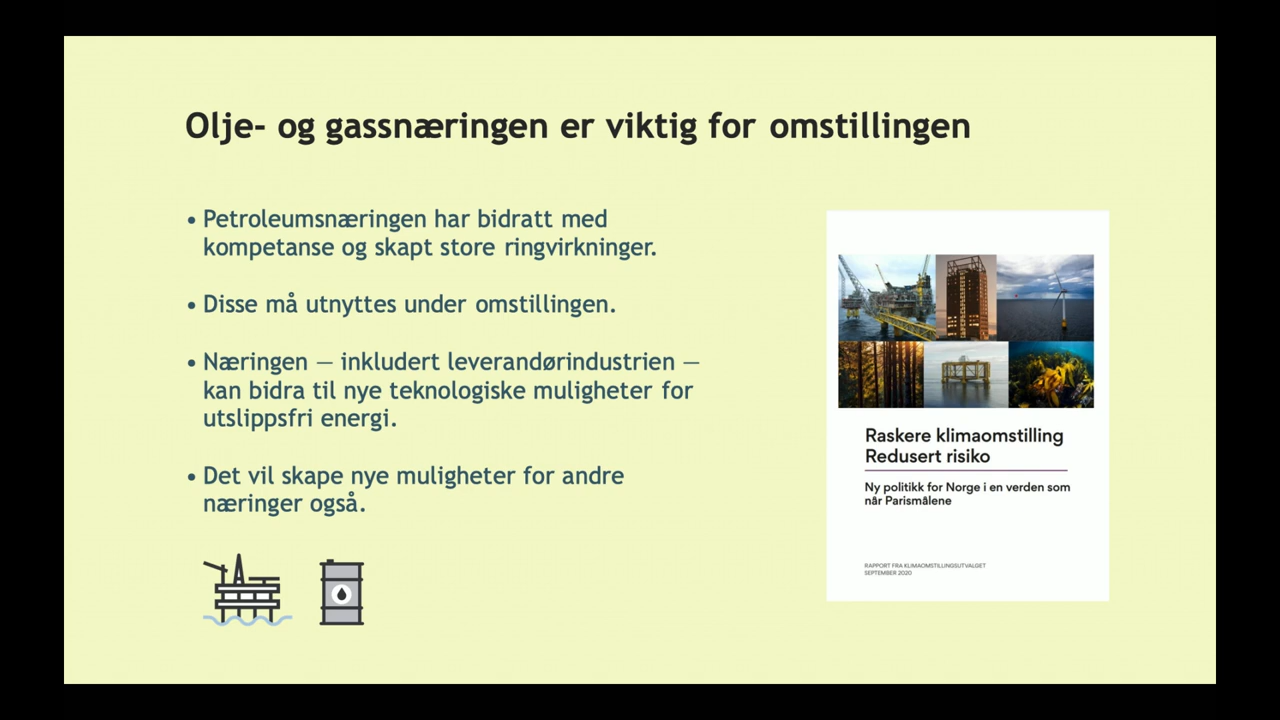 Olje- og gassnæringen er viktig for omstillingen
• Petroleumsnæringen har bidratt med
kompetanse og skapt store ringvirkninger.
• Disse må utnyttes under omstillingen.
• Næringen — inkludert leverandørindustrien —
kan bidra til nye teknologiske muligheter for
utslippsfri energi.
• Det vil skape nye muligheter for andre
næringer også.
Raskere klimaomstilling
Redusert risiko
Ny politikk for Norge i en verden som
når Parismålene
RAPPORT FRA KLIMAOMSTILLINGSUTVALGET
SEPTEMBER 2020